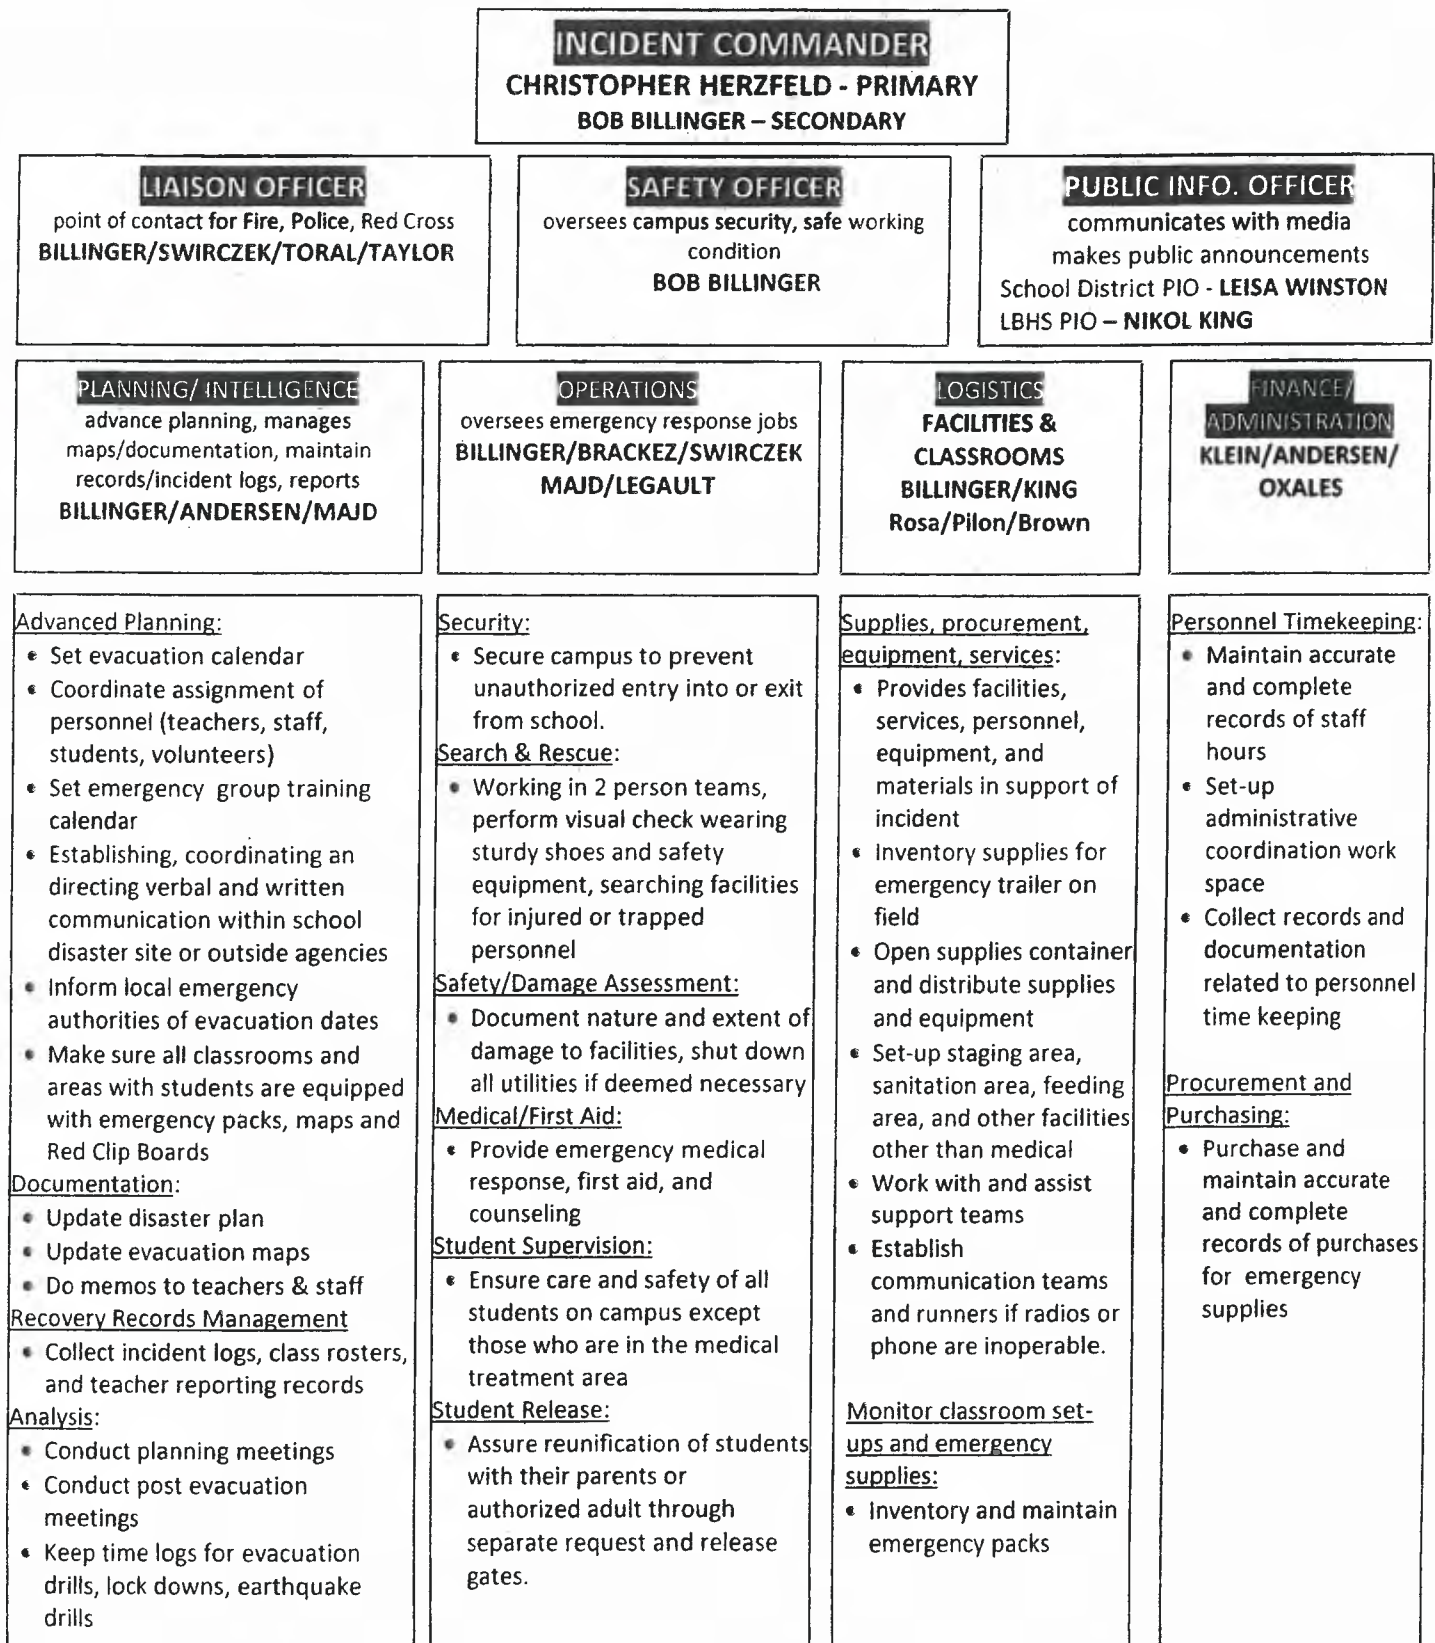 INCIDENT COMMANDER
CHRISTOPHER HERZFELD - PRIMARY
BOB BILLINGER – SECONDARY
LIAISON OFFICER
point of contact for Fire, Police, Red Cross
BILLINGER/SWIRCZEK/TORAL/TAYLOR
SAFETY OFFICER
oversees campus security, safe working
condition
BOB BILLINGER
PUBLIC INFO. OFFICER
communicates with media
makes public announcements
School District PIO - LEISA WINSTON
LBHS PIO – NIKOL KING
PLANNING/ INTELLIGENCE
advance planning, manages
maps/documentation, maintain
records/incident logs, reports
BILLINGER/ANDERSEN/MAJD
OPERATIONS
oversees emergency response jobs
BILLINGER/BRACKEZ/SWIRCZEK
MAJD/LEGAULT
LOGISTICS
FACILITIES &
CLASSROOMS
BILLINGER/KING
Rosa/Pilon/Brown
FINANCE/
ADMINISTRATION
KLEIN/ANDERSEN/
OXALES
Advanced Planning:
• Set evacuation calendar
• Coordinate assignment of
personnel (teachers, staff,
students, volunteers)
• Set emergency group training
calendar
• Establishing, coordinating an
directing verbal and written
communication within school
disaster site or outside agencies
• Inform local emergency
authorities of evacuation dates
• Make sure all classrooms and
areas with students are equipped
with emergency packs, maps and
Red Clip Boards
Documentation:
• Update disaster plan
• Update evacuation maps
• Do memos to teachers & staff
Recovery Records Management
• Collect incident logs, class rosters,
and teacher reporting records
Analysis:
• Conduct planning meetings
• Conduct post evacuation
meetings
• Keep time logs for evacuation
drills, lock downs, earthquake
drills
Security:
• Secure campus to prevent
unauthorized entry into or exit
from school.
Search & Rescue:
• Working in 2 person teams,
perform visual check wearing
sturdy shoes and safety
equipment, searching facilities
for injured or trapped
personnel
Safety/Damage Assessment:
• Document nature and extent of
damage to facilities, shut down
all utilities if deemed necessary
Medical/First Aid:
• Provide emergency medical
response, first aid, and
counseling
Student Supervision:
• Ensure care and safety of all
students on campus except
those who are in the medical
treatment area
Student Release:
• Assure reunification of students
with their parents or
authorized adult through
separate request and release
gates.
Supplies, procurement,
equipment, services:
• Provides facilities,
services, personnel,
equipment, and
materials in support of
incident
• Inventory supplies for
emergency trailer on
field
• Open supplies container
and distribute supplies
and equipment
• Set-up staging area,
sanitation area, feeding
area, and other facilities
other than medical
• Work with and assist
support teams
• Establish
communication teams
and runners if radios or
phone are inoperable.
Monitor classroom set-
ups and emergency
supplies:
• Inventory and maintain
emergency packs
Personnel Timekeeping:
• Maintain accurate
and complete
records of staff
hours
• Set-up
administrative
coordination work
space
• Collect records and
documentation
related to personnel
time keeping
Procurement and
Purchasing:
• Purchase and
maintain accurate
and complete
records of purchases
for emergency
supplies